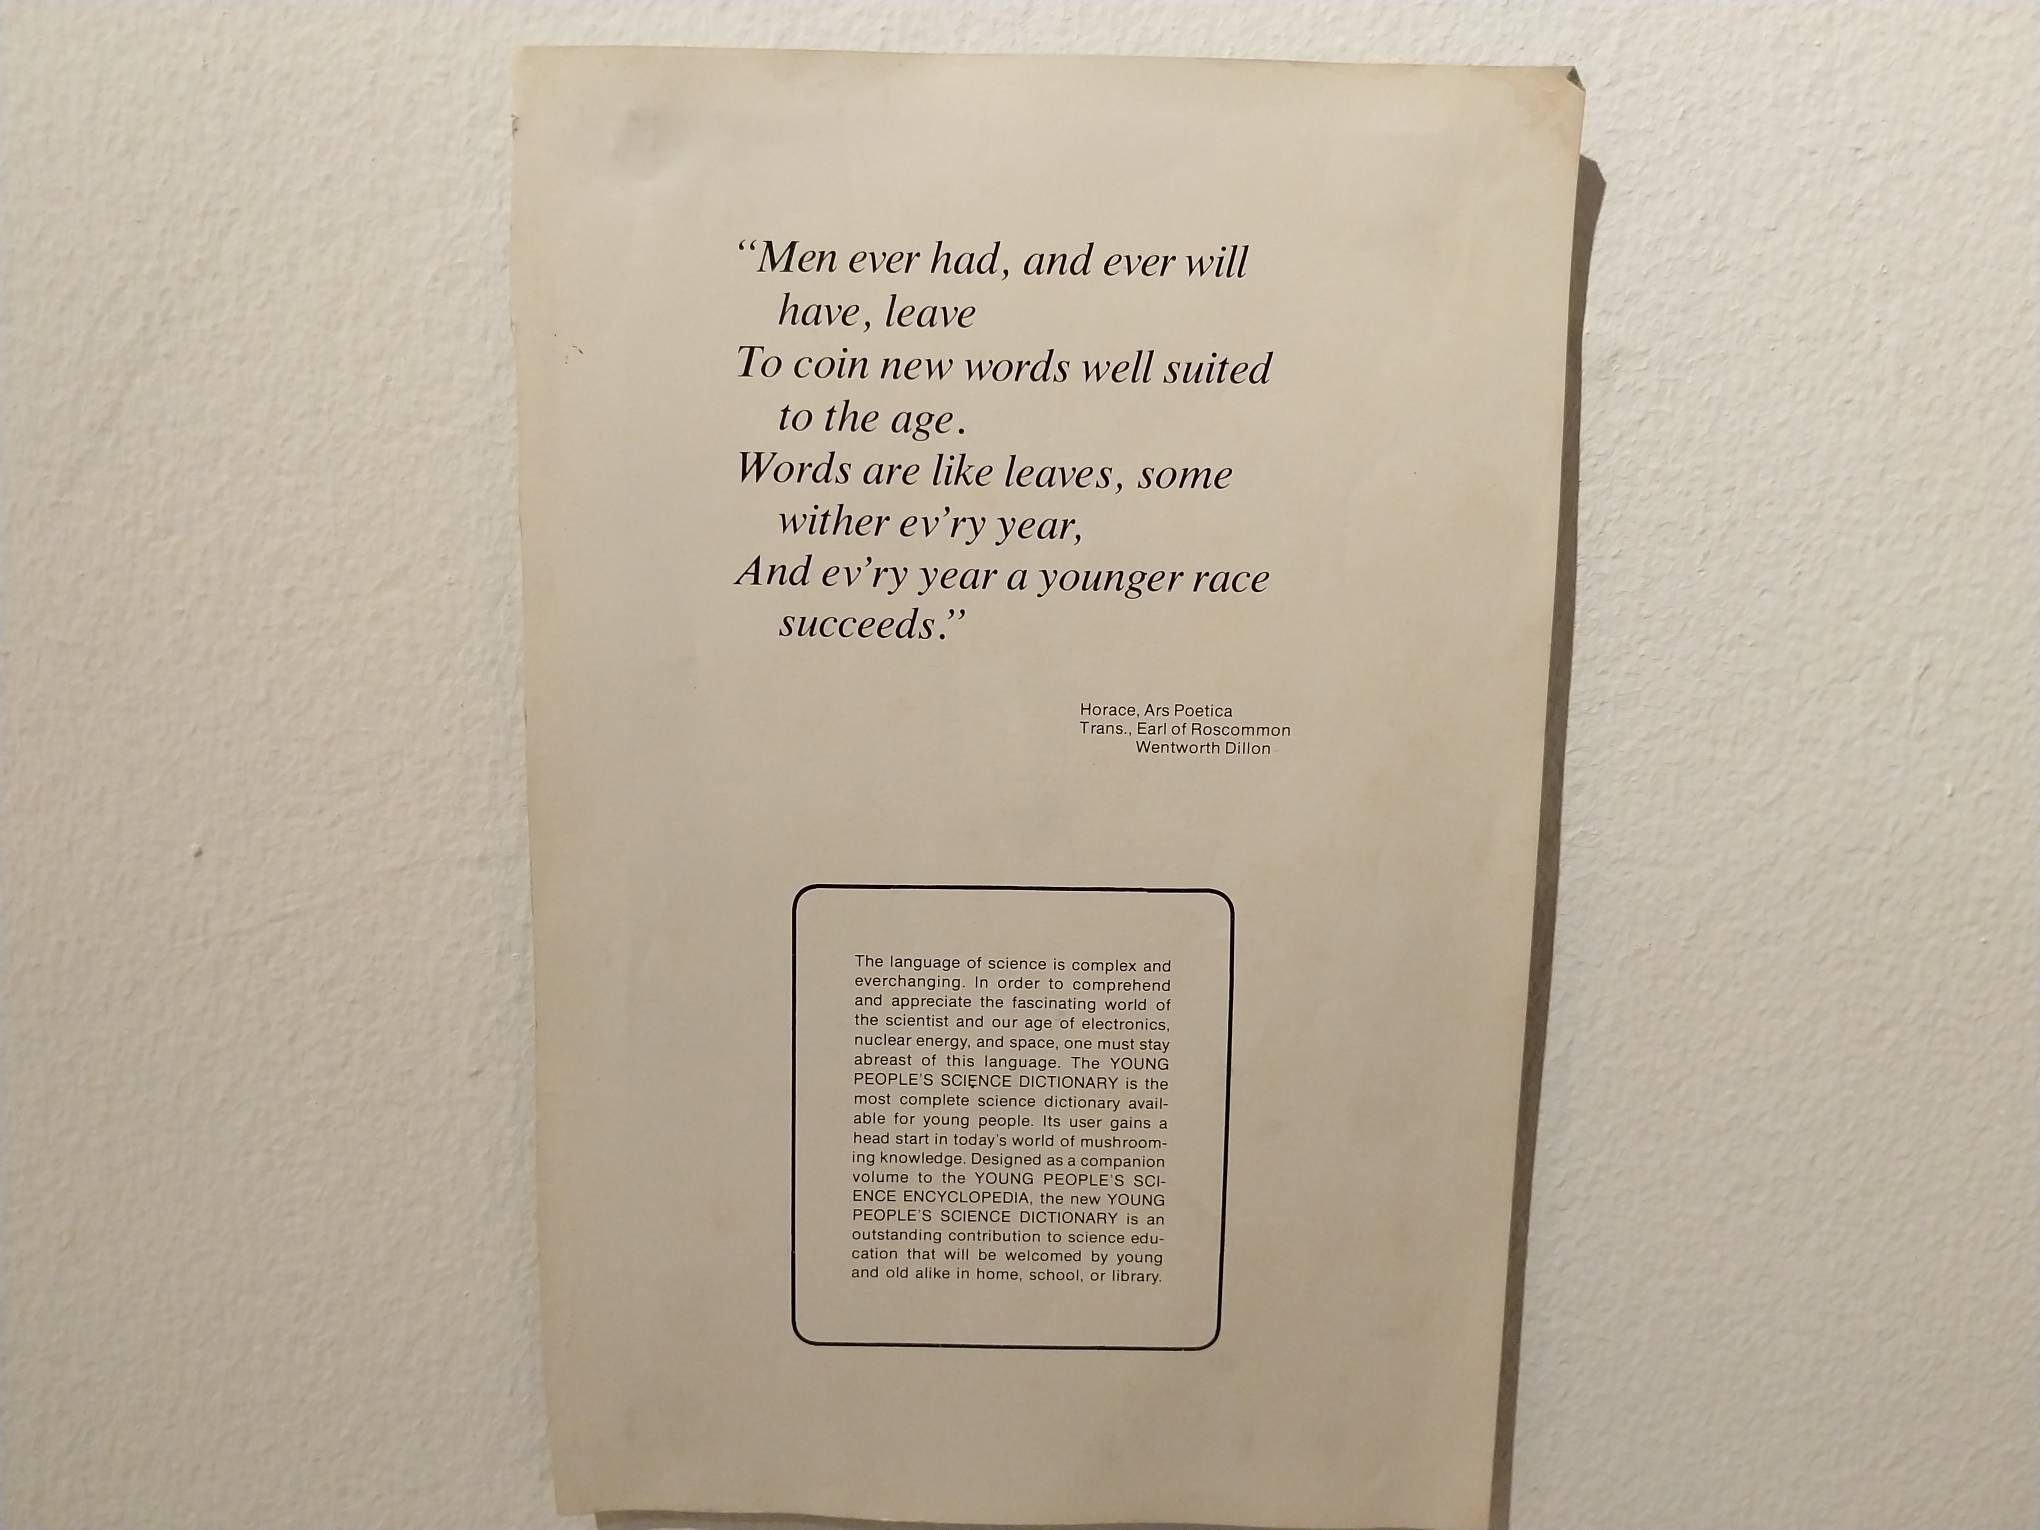 “Men ever had, and ever will
have, leave
To coin new words well suited
to the age.
Words are like leaves, some
wither ev’ry year,
And ev’ry year a younger race
succeeds.”
Horace, Ars Poetica
Trans., Earl of Roscommon
Wentworth Dillon
The language of science is complex and
everchanging. In order to comprehend
and appreciate the fascinating world of
the scientist and our age of electronics,
nuclear energy, and space, one must stay
abreast of this language. The YOUNG
PEOPLE’S SCIENCE DICTIONARY is the
most complete science dictionary avail-
able for young people. Its user gains a
head start in today’s world of mushroom-
ing knowledge. Designed as a companion
volume to the YOUNG PEOPLE’S SCI-
ENCE ENCYCLOPEDIA, the new YOUNG
PEOPLE’S SCIENCE DICTIONARY is an
outstanding contribution to science edu-
cation that will be welcomed by young
and old alike in home, school, or library.